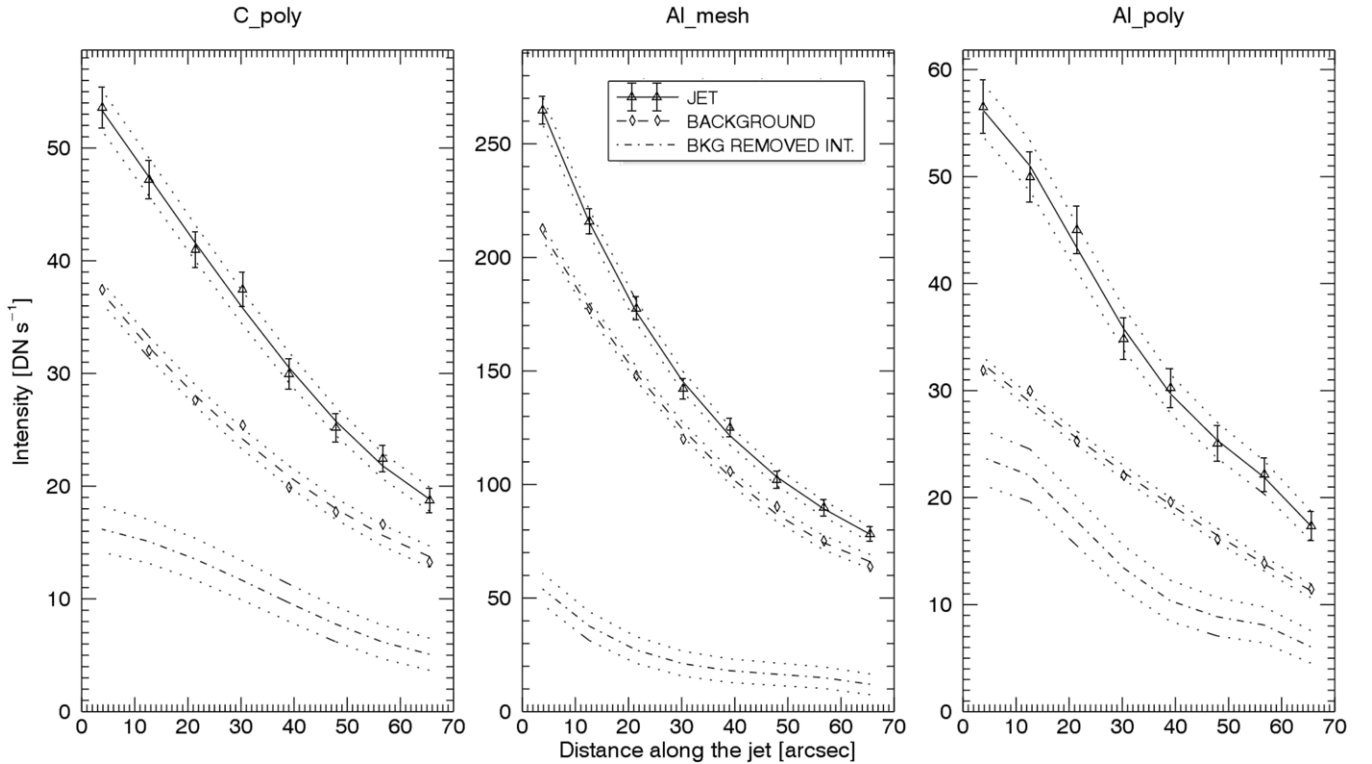 C_poly
Al_mesh
Al_poly
Intensity [DN s⁻¹]
50
40
30
20
10
0
0 10 20 30 40 50 60 70
JET
BACKGROUND
BKG REMOVED INT.
250
200
150
100
50
0
0 10 20 30 40 50 60 70
Distance along the jet [arcsec]
60
50
40
30
20
10
0
0 10 20 30 40 50 60 70